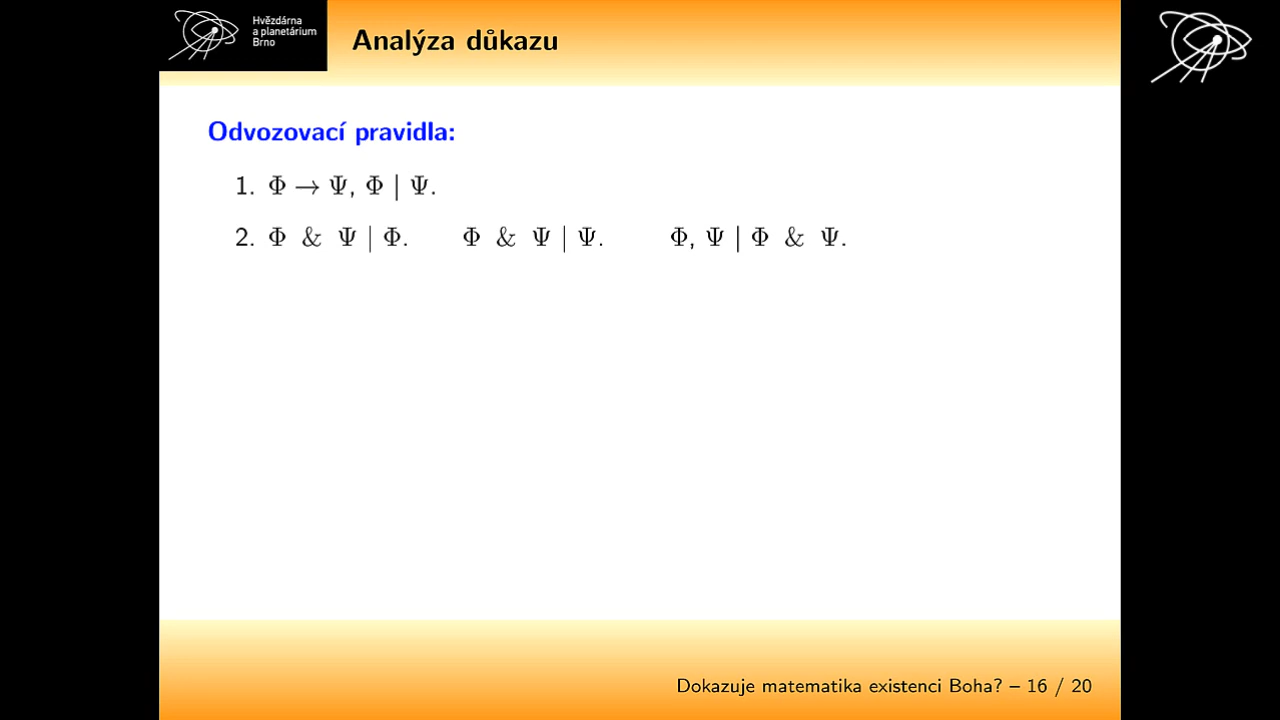 Hvězdárna
a planetárium
Brno
Analýza důkazu
Odvozovací pravidla:
1. Φ → Ψ, Φ | Ψ.
2. Φ & Ψ | Φ. Φ & Ψ | Ψ. Φ, Ψ | Φ & Ψ.
Dokazuje matematika existenci Boha? – 16 / 20